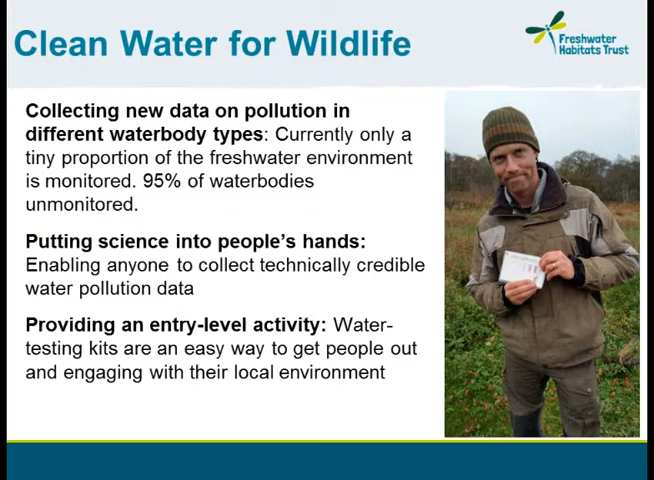 Clean Water for Wildlife
Freshwater
Habitats Trust
Collecting new data on pollution in
different waterbody types: Currently only a
tiny proportion of the freshwater environment
is monitored. 95% of waterbodies
unmonitored.
Putting science into people's hands:
Enabling anyone to collect technically credible
water pollution data
Providing an entry-level activity: Water-
testing kits are an easy way to get people out
and engaging with their local environment